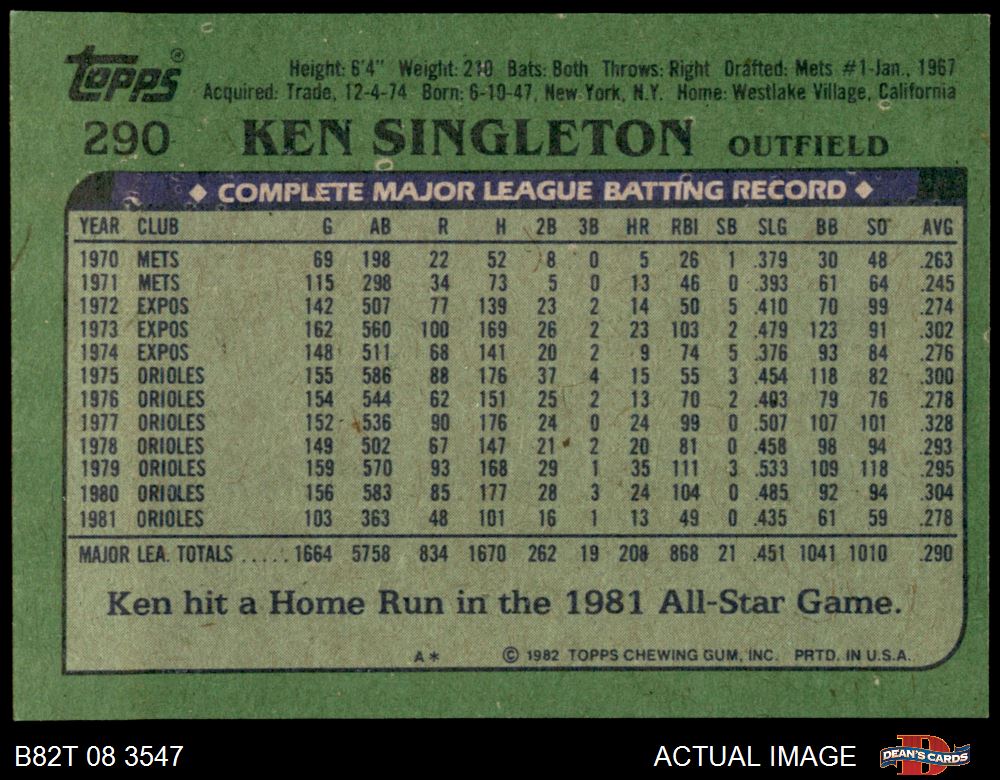 Topps®
Height: 6'4" Weight: 210 Bats: Both Throws: Right Drafted: Mets #1-Jan., 1967
Acquired: Trade, 12-4-74 Born: 6-10-47, New York, N.Y. Home: Westlake Village, California
290 KEN SINGLETON OUTFIELD
◆ COMPLETE MAJOR LEAGUE BATTING RECORD ◆
YEAR CLUB G AB R H 2B 3B HR RBI SB SLG BB SO AVG
1970 METS 69 198 22 52 8 0 5 26 1 .379 30 48 .263
1971 METS 115 298 34 73 5 0 13 46 0 .393 61 64 .245
1972 EXPOS 142 507 77 139 23 2 14 50 5 .410 70 99 .274
1973 EXPOS 162 560 100 169 26 2 23 103 2 .479 123 91 .302
1974 EXPOS 148 511 68 141 20 2 9 74 5 .376 93 84 .276
1975 ORIOLES 155 586 88 176 37 4 15 55 3 .454 118 82 .300
1976 ORIOLES 154 544 62 151 25 2 13 70 2 .403 79 76 .278
1977 ORIOLES 152 536 90 176 24 0 24 99 0 .507 107 101 .328
1978 ORIOLES 149 502 67 147 21 2 20 81 0 .458 98 94 .293
1979 ORIOLES 159 570 93 168 29 1 35 111 3 .533 109 118 .295
1980 ORIOLES 156 583 85 177 28 3 24 104 0 .485 92 94 .304
1981 ORIOLES 103 363 48 101 16 1 13 49 0 .435 61 59 .278
MAJOR LEA. TOTALS ..... 1664 5758 834 1670 262 19 208 868 21 .451 1041 1010 .290
Ken hit a Home Run in the 1981 All-Star Game.
A* © 1982 TOPPS CHEWING GUM, INC. PRTD. IN U.S.A.
B82T 08 3547 ACTUAL IMAGE D DEAN'S CARDS